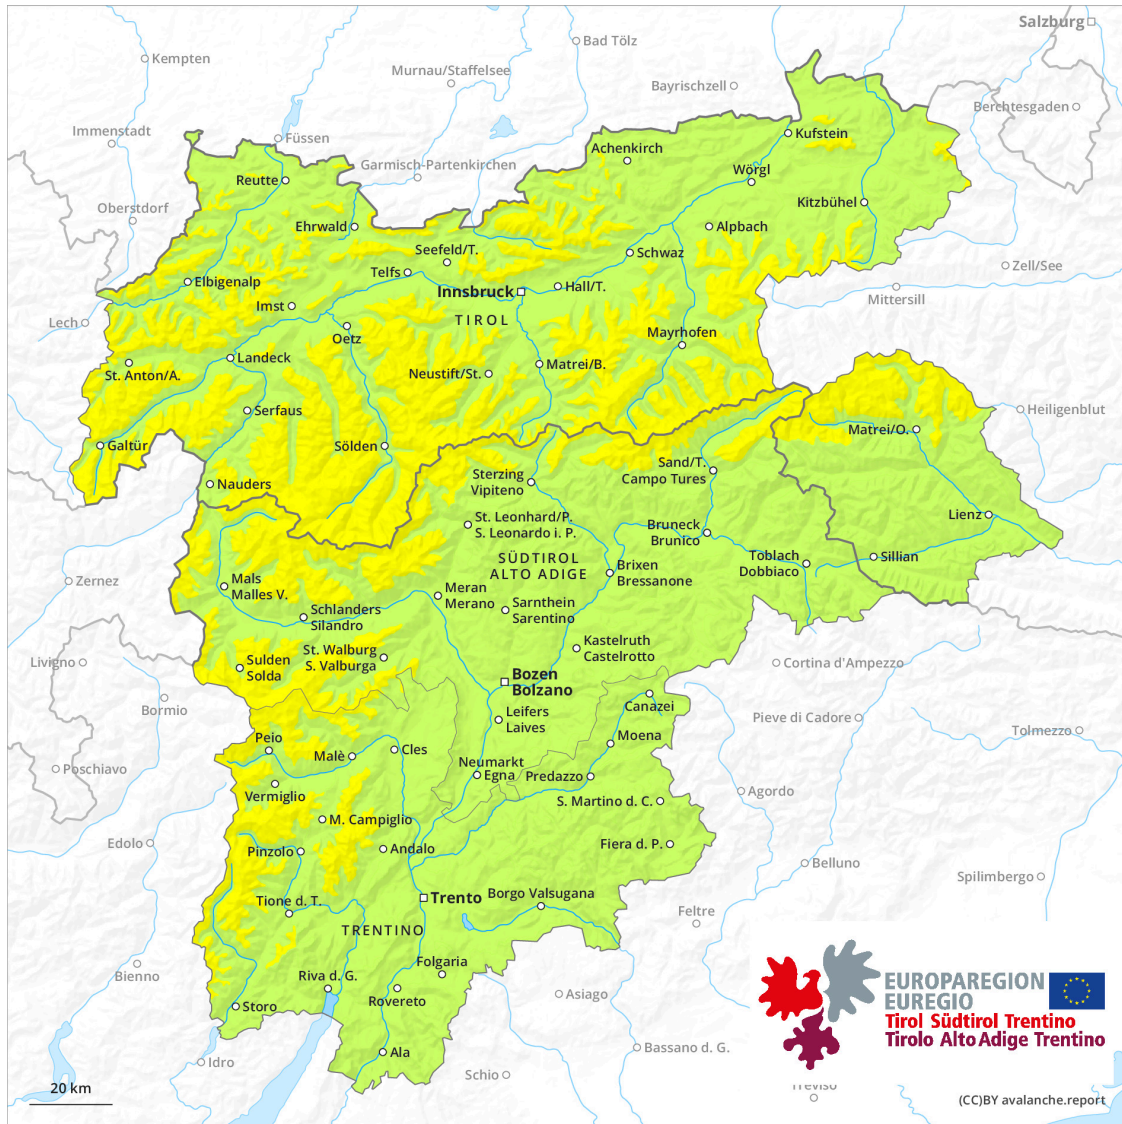 Salzburg
Bad Tölz
Kempten
Murnau/Staffelsee
Bayrischzell
Berchtesgaden
Immenstadt
Füssen
Kufstein
Achenkirch
Garmisch-Partenkirchen
Wörgl
Reutte
Oberstdorf
Kitzbühel
Ehrwald
Alpbach
Seefeld/T.
Schwaz
Telfs
Zell/See
Elbigenalp
Hall/T.
Innsbruck
Mittersill
Imst
TIROL
Lech
Oetz
Mayrhofen
Landeck
Matrei/B.
St. Anton/A.
Neustift/St.
Serfaus
Heiligenblut
Matrei/O.
Galtür
Sölden
Sand/T.
Campo Tures
Sterzing
Vipiteno
Nauders
St. Leonhard/P.
S. Leonardo i. P.
Lienz
Bruneck
Brunico
SÜDTIROL
ALTO ADIGE
Toblach
Dobbiaco
Sillian
Brixen
Bressanone
Zernez
Mals
Malles V.
Meran
Merano
Schlanders
Silandro
Sarnthein
Sarentino
Kastelruth
Castelrotto
St. Walburg
S. Valburga
Livigno
Sulden
Solda
Cortina d'Ampezzo
Bozen
Bolzano
Bormio
Canazei
Leifers
Laives
Pieve di Cadore
Tolmezzo
Peio
Moena
Cles
Malè
Neumarkt
Egna
Predazzo
Poschiavo
Vermiglio
Agordo
S. Martino d. C.
M. Campiglio
Edolo
Fiera d. P.
Pinzolo
Andalo
Belluno
Spilimbergo
Trento
Borgo Valsugana
Tione d. T.
Feltre
TRENTINO
Folgaria
Bienno
Riva d. G.
Rovereto
Asiago
Storo
EUROPAREGION
EUREGIO
Tirol Südtirol Trentino
Tirolo Alto Adige Trentino
Ala
Bassano d. G.
Idro
Schio
Treviso
20 km
(CC)BY avalanche.report